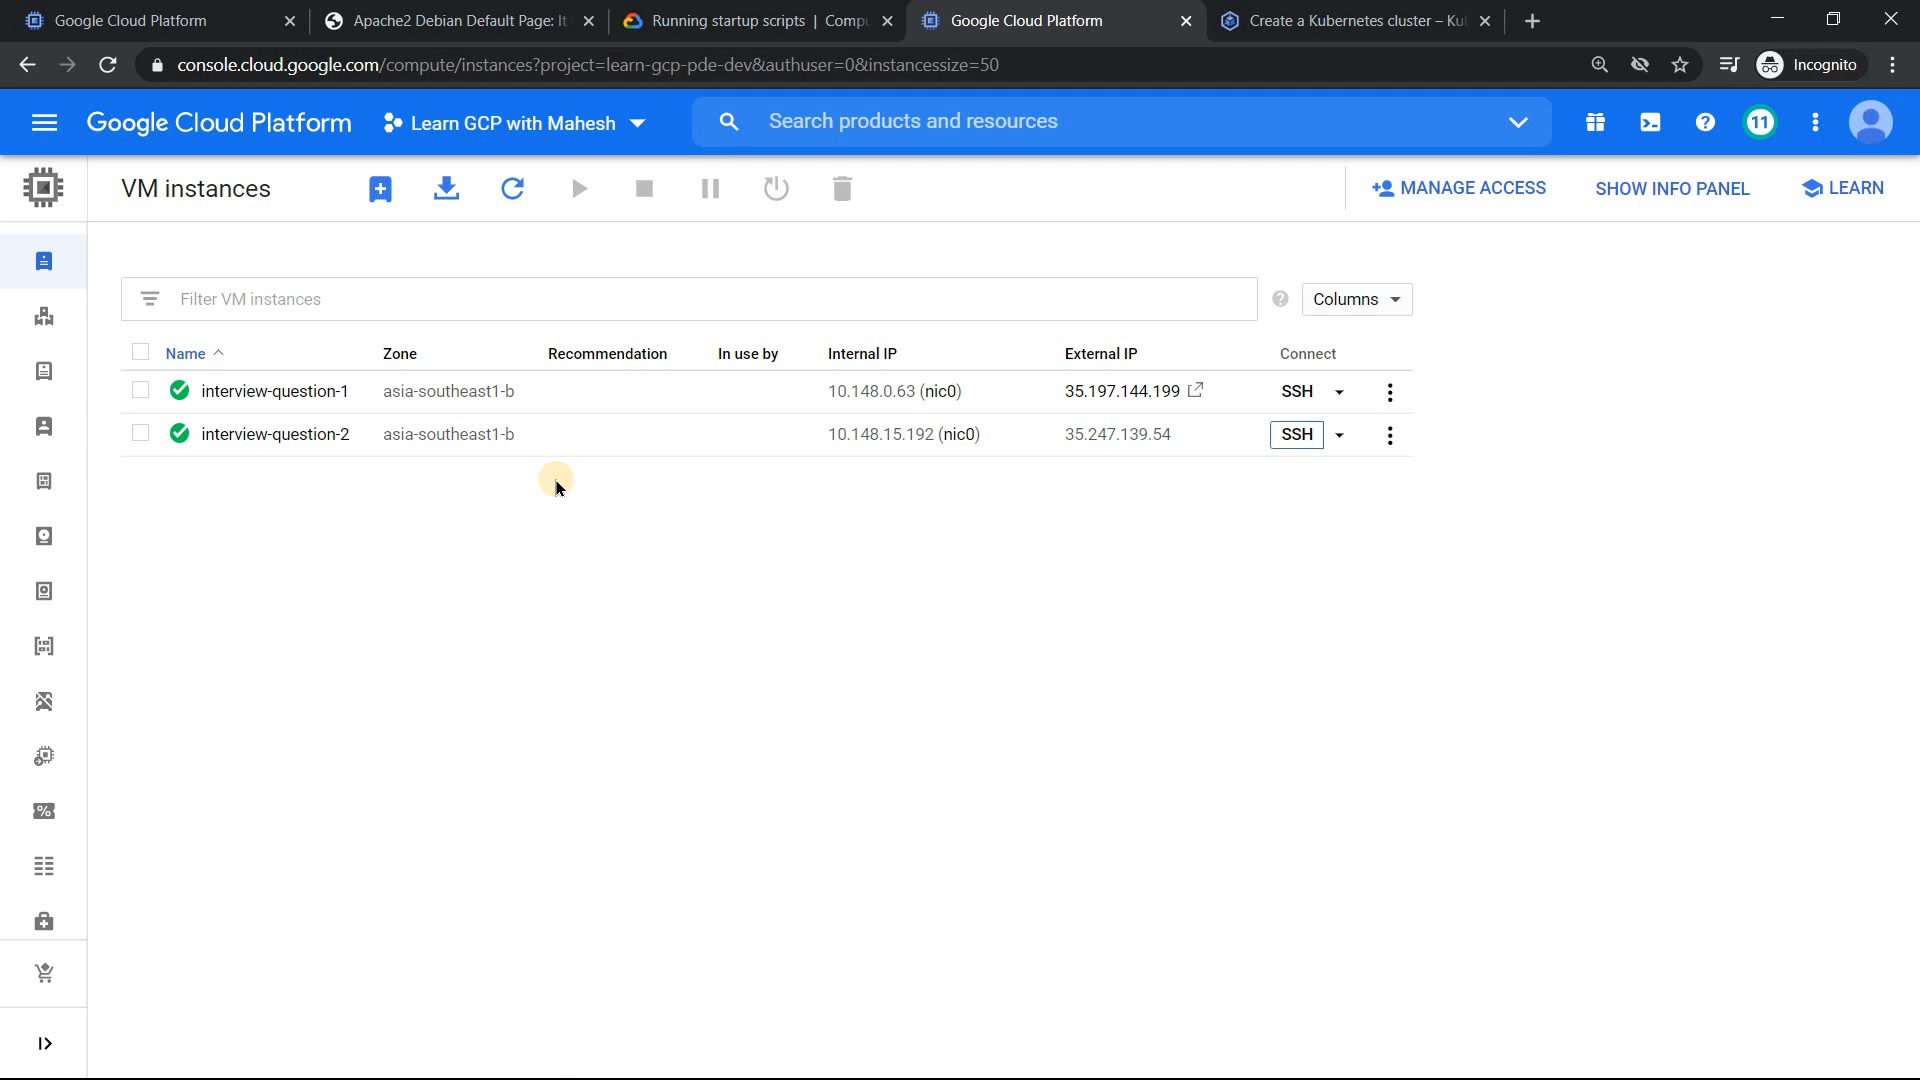 Google Cloud Platform
Apache2 Debian Default Page: It
Running startup scripts | Compu
Google Cloud Platform
Create a Kubernetes cluster – Ku
console.cloud.google.com/compute/instances?project=learn-gcp-pde-dev&authuser=0&instancessize=50
Incognito
Google Cloud Platform
Learn GCP with Mahesh
Search products and resources
11
VM instances
MANAGE ACCESS
SHOW INFO PANEL
LEARN
Filter VM instances
Columns
Name Zone Recommendation In use by Internal IP External IP Connect
interview-question-1 asia-southeast1-b 10.148.0.63 (nic0) 35.197.144.199 SSH
interview-question-2 asia-southeast1-b 10.148.15.192 (nic0) 35.247.139.54 SSH